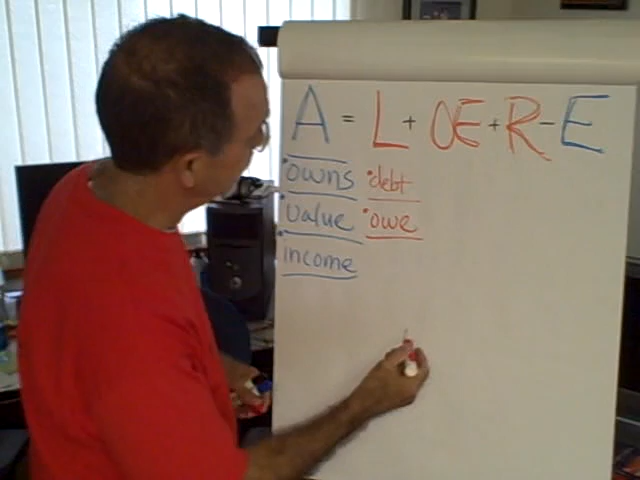 A = L + OE + R - E
• owns • debt
• value • owe
• income